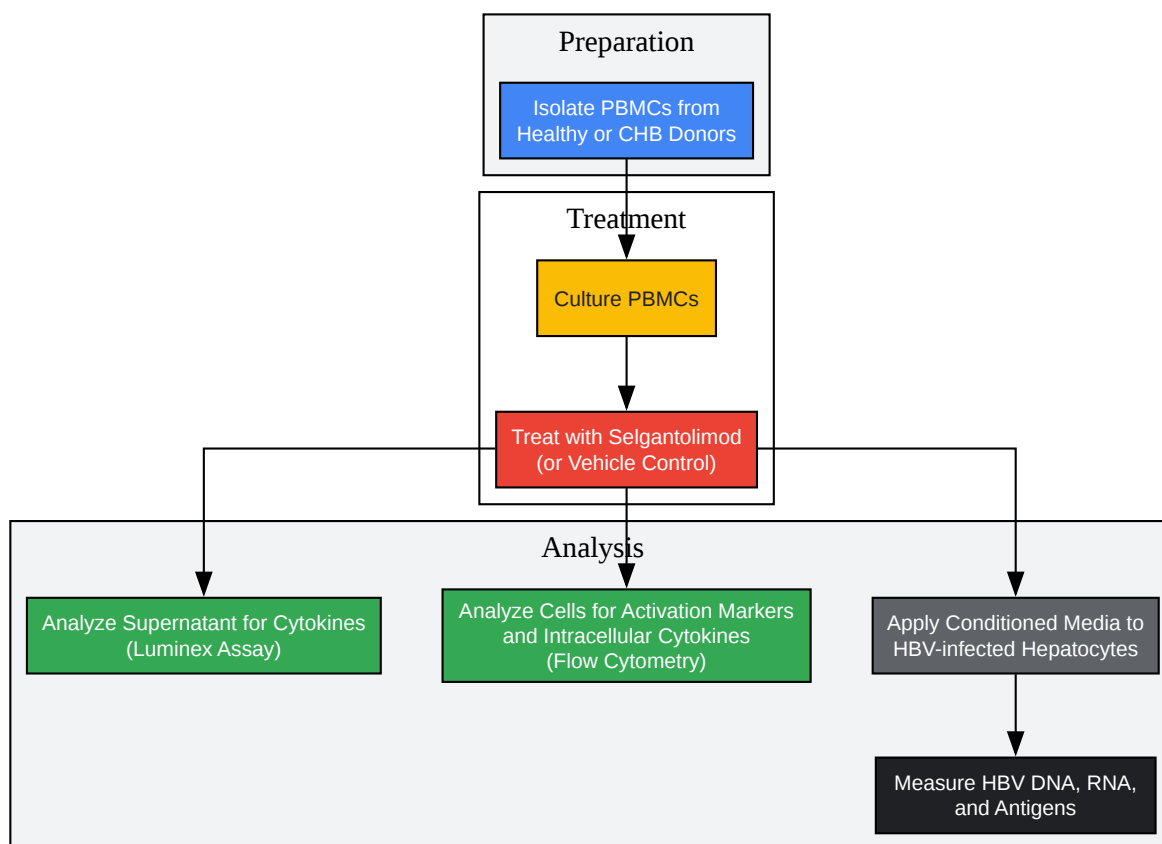 Preparation
Isolate PBMCs from
Healthy or CHB Donors
Treatment
Culture PBMCs
Treat with Selgantolimod
(or Vehicle Control)
Analysis
Analyze Supernatant for Cytokines
(Luminex Assay)
Analyze Cells for Activation Markers
and Intracellular Cytokines
(Flow Cytometry)
Apply Conditioned Media to
HBV-infected Hepatocytes
Measure HBV DNA, RNA,
and Antigens